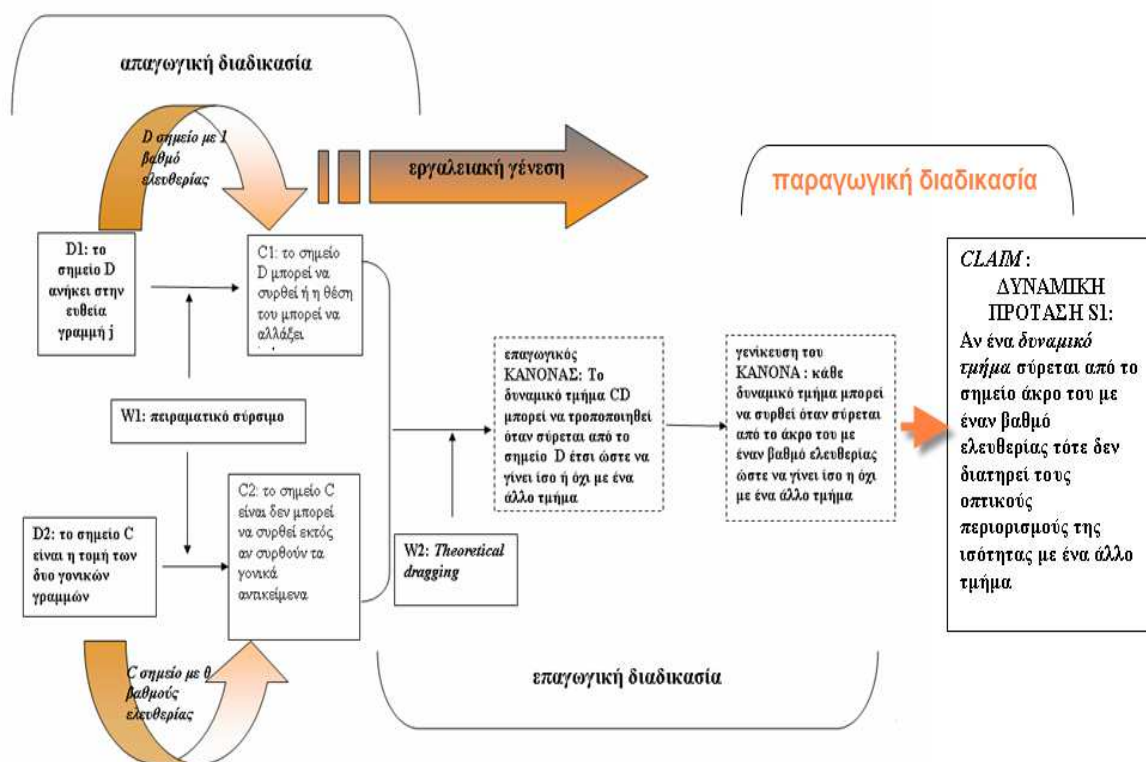 απαγωγική διαδικασία
D σημείο με 1
βαθμό
ελευθερίας
εργαλειακή γένεση
παραγωγική διαδικασία
D1: το
σημείο D
ανήκει στην
ευθεία
γραμμή j
C1: το σημείο
D μπορεί να
συρθεί ή η θέση
του μπορεί να
αλλάξει
CLAIM :
ΔΥΝΑΜΙΚΗ
ΠΡΟΤΑΣΗ S1:
Αν ένα δυναμικό
τμήμα σύρεται από το
σημείο άκρο του με
έναν βαθμό
ελευθερίας τότε δεν
διατηρεί τους
οπτικούς
περιορισμούς της
ισότητας με ένα άλλο
τμήμα
επαγωγικός
ΚΑΝΟΝΑΣ: Το
δυναμικό τμήμα CD
μπορεί να τροποποιηθεί
όταν σύρεται από το
σημείο D έτσι ώστε να
γίνει ίσο ή όχι με ένα
άλλο τμήμα
γενίκευση του
ΚΑΝΟΝΑ : κάθε
δυναμικό τμήμα μπορεί
να συρθεί όταν σύρεται
από το άκρο του με
έναν βαθμό ελευθερίας
ώστε να γίνει ίσο η όχι
με ένα άλλο τμήμα
W1: πειραματικό σύρσιμο
D2: το σημείο C
είναι η τομή των
δυο γονικών
γραμμών
C2: το σημείο C
είναι δεν μπορεί
να συρθεί εκτός
αν συρθούν τα
γονικά
αντικείμενα
W2: Theoretical
dragging
C σημείο με 0
βαθμούς
ελευθερίας
επαγωγική διαδικασία